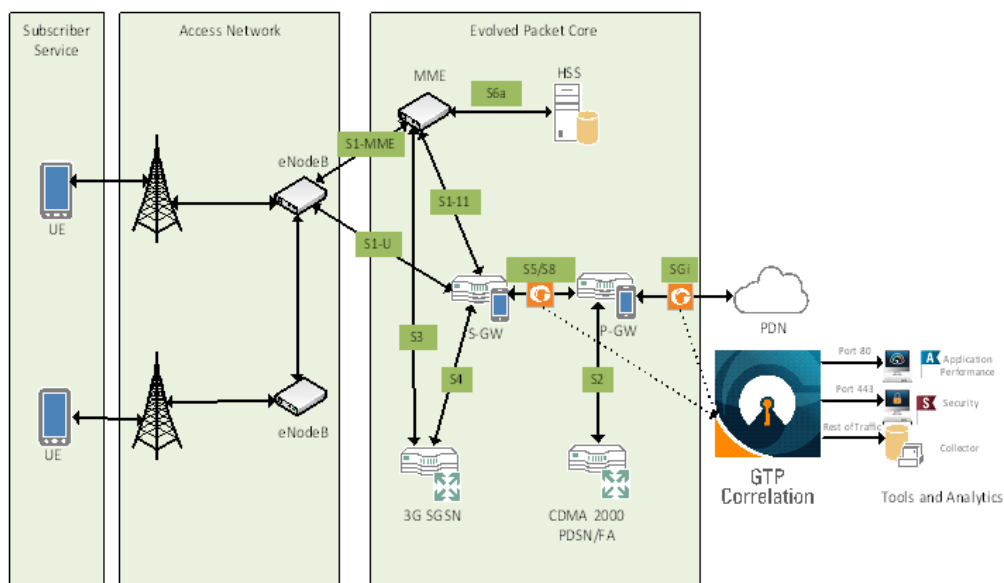 Subscriber
Service
Access Network
Evolved Packet Core
MME
S6a
HSS
S1-MME
eNodeB
UE
S1-11
S1-U
S5/S8
SGi
S-GW
P-GW
PDN
S3
S4
S2
Port 80
A
Application
Performance
Port 443
S
Security
Rest of Traffic
Collector
UE
eNodeB
GTP
Correlation
Tools and Analytics
3G SGSN
CDMA 2000
PDSN/FA